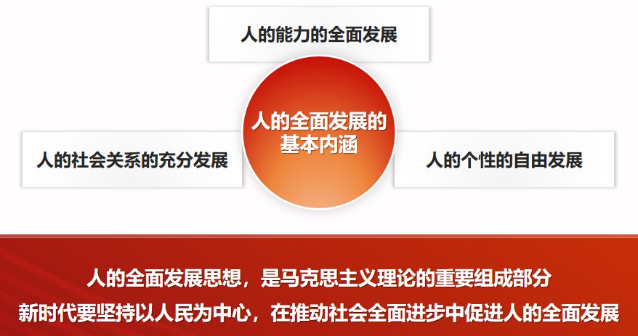 人的能力的全面发展
人的全面发展的
基本内涵
人的社会关系的充分发展
人的个性的自由发展
人的全面发展思想，是马克思主义理论的重要组成部分
新时代要坚持以人民为中心，在推动社会全面进步中促进人的全面发展